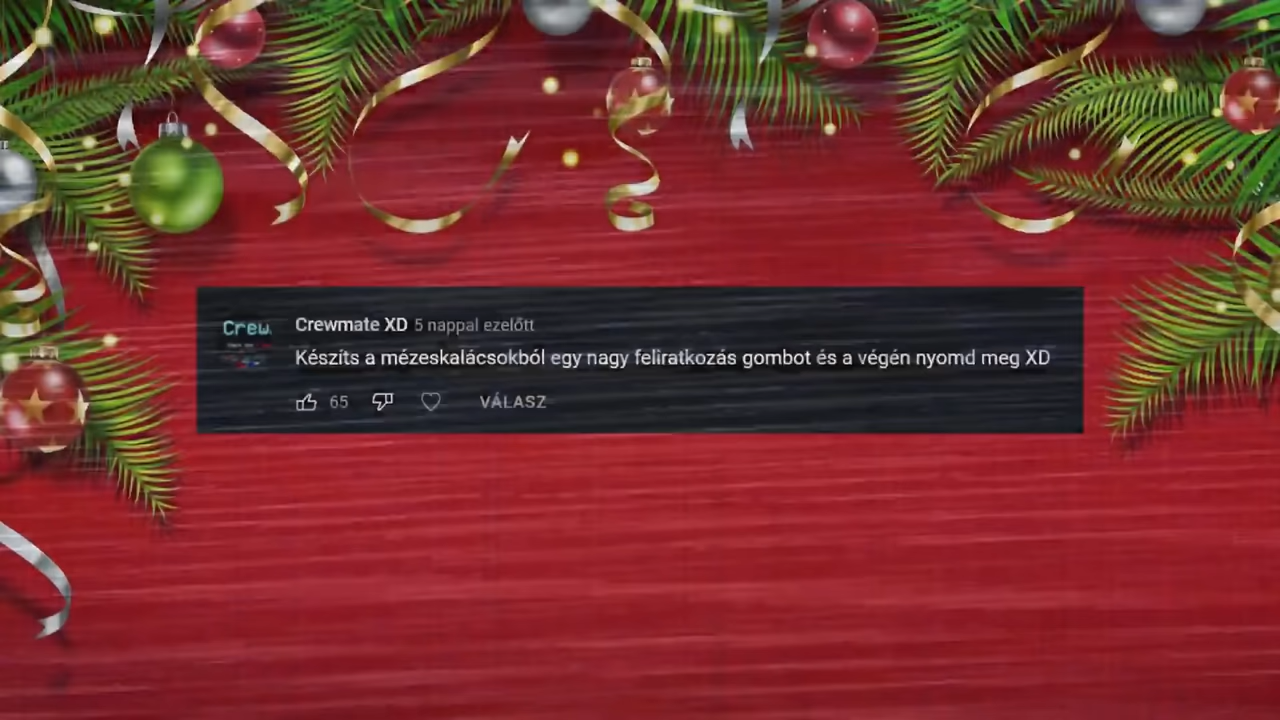 Crew.
Crewmate XD 5 nappal ezelőtt
Készíts a mézeskalácsokból egy nagy feliratkozás gombot és a végén nyomd meg XD
65 VÁLASZ